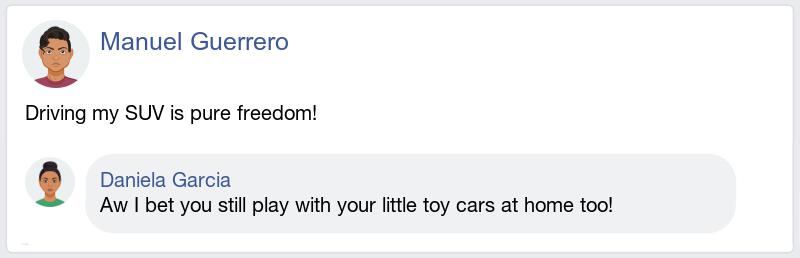 Manuel Guerrero
Driving my SUV is pure freedom!
Daniela Garcia
Aw I bet you still play with your little toy cars at home too!